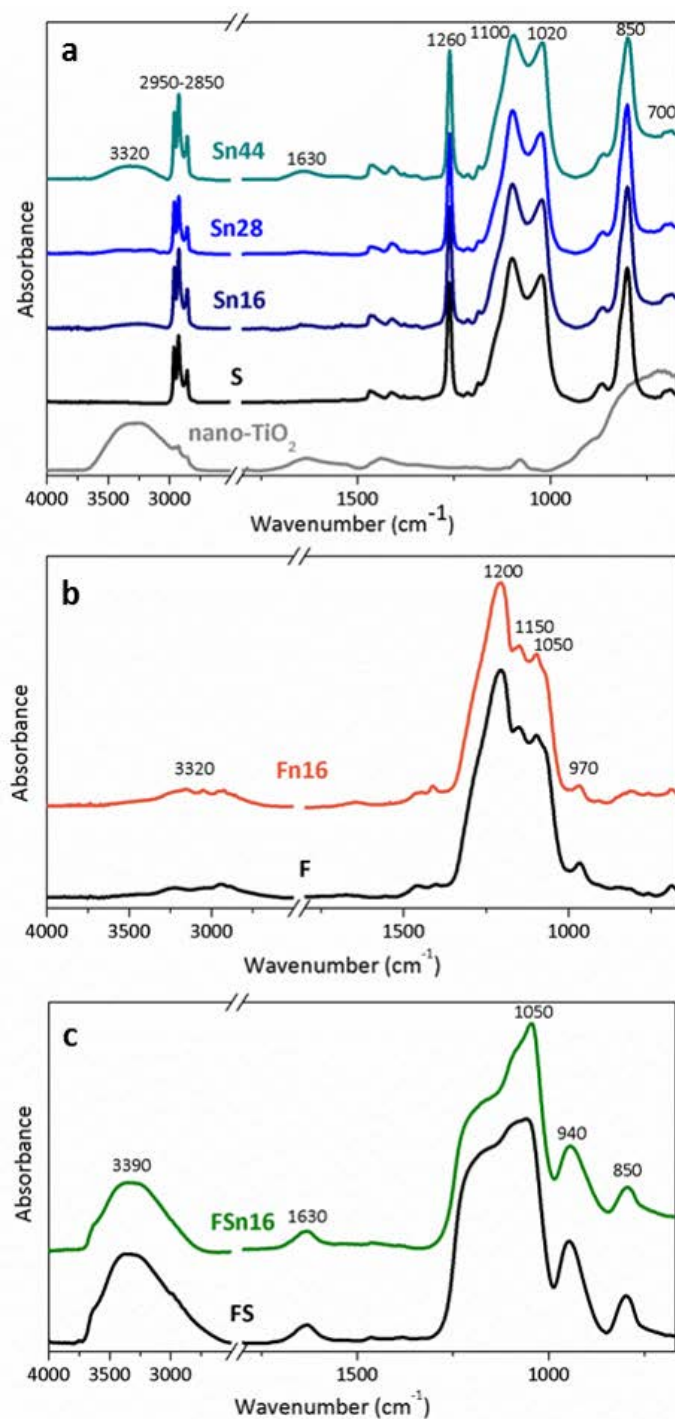 a
1260
1100
1020
850
2950-2850
700
3320
Sn44
1630
Sn28
Sn16
S
nano-TiO₂
Absorbance
4000 3500 3000 1500 1000
Wavenumber (cm⁻¹)
b
1200
1150
1050
3320
Fn16
970
F
Absorbance
4000 3500 3000 1500 1000
Wavenumber (cm⁻¹)
c
1050
3390
940
850
1630
FSn16
FS
Absorbance
4000 3500 3000 1500 1000
Wavenumber (cm⁻¹)